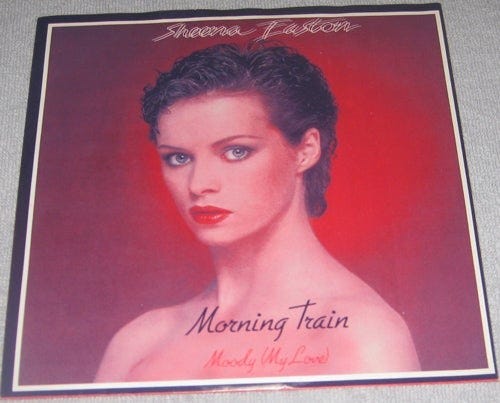 Sheena Easton
Morning Train
Moody (My Love)